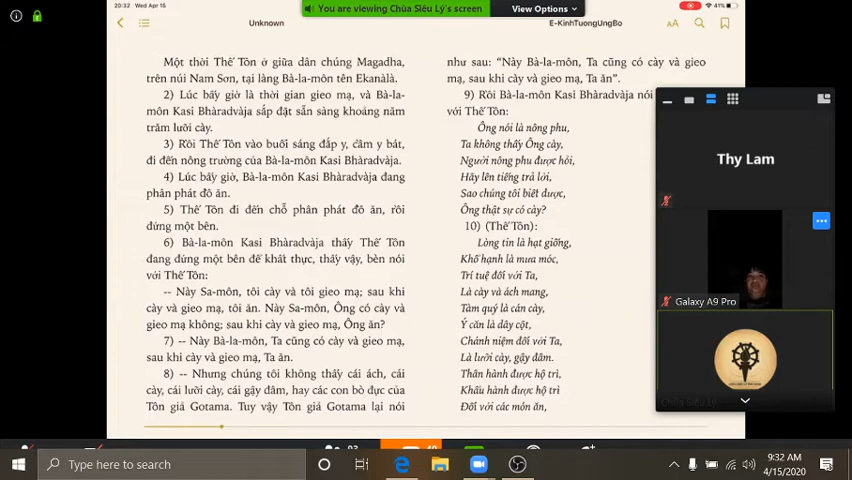 20:32 Wed Apr 15
You are viewing Chùa Siêu Lý's screen
View Options
41%
Unknown
E-KinhTuongUngBo
AA
Một thời Thế Tôn ở giữa dân chúng Magadha,
trên núi Nam Sơn, tại làng Bà-la-môn tên Ekanàlà.
2) Lúc bấy giờ là thời gian gieo mạ, và Bà-la-
môn Kasi Bhàradvàja sắp đặt sẵn sàng khoảng năm
trăm lưỡi cày.
3) Rồi Thế Tôn vào buổi sáng đắp y, cầm y bát,
đi đến nông trường của Bà-la-môn Kasi Bhàradvàja.
4) Lúc bấy giờ, Bà-la-môn Kasi Bhàradvàja đang
phân phát đồ ăn.
5) Thế Tôn đi đến chỗ phân phát đồ ăn, rồi
đứng một bên.
6) Bà-la-môn Kasi Bhàradvàja thấy Thế Tôn
đang đứng một bên để khất thực, thấy vậy, bèn nói
với Thế Tôn:
-- Này Sa-môn, tôi cày và tôi gieo mạ; sau khi
cày và gieo mạ, tôi ăn. Này Sa-môn, Ông có cày và
gieo mạ không; sau khi cày và gieo mạ, Ông ăn?
7) -- Này Bà-la-môn, Ta cũng có cày và gieo mạ,
sau khi cày và gieo mạ, Ta ăn.
8) -- Nhưng chúng tôi không thấy cái ách, cái
cày, cái lưỡi cày, cái gậy đâm, hay các con bò đực của
Tôn giả Gotama. Tuy vậy Tôn giả Gotama lại nói
như sau: “Này Bà-la-môn, Ta cũng có cày và gieo
mạ, sau khi cày và gieo mạ, Ta ăn”.
9) Rồi Bà-la-môn Kasi Bhàradvàja nói
với Thế Tôn:
Ông nói là nông phu,
Ta không thấy Ông cày,
Người nông phu được hỏi,
Hãy lên tiếng trả lời,
Sao chúng tôi biết được,
Ông thật sự có cày?
10) (Thế Tôn):
Lòng tin là hạt giống,
Khổ hạnh là mưa móc,
Trí tuệ đối với Ta,
Là cày và ách mang,
Tàm quý là cán cày,
Ý căn là dây cột,
Chánh niệm đối với Ta,
Là lưỡi cày, gậy đâm.
Thân hành được hộ trì,
Khẩu hành được hộ trì
Đối với các món ăn,
Thy Lam
Galaxy A9 Pro
Chùa Siêu Lý
Type here to search
9:32 AM
4/15/2020